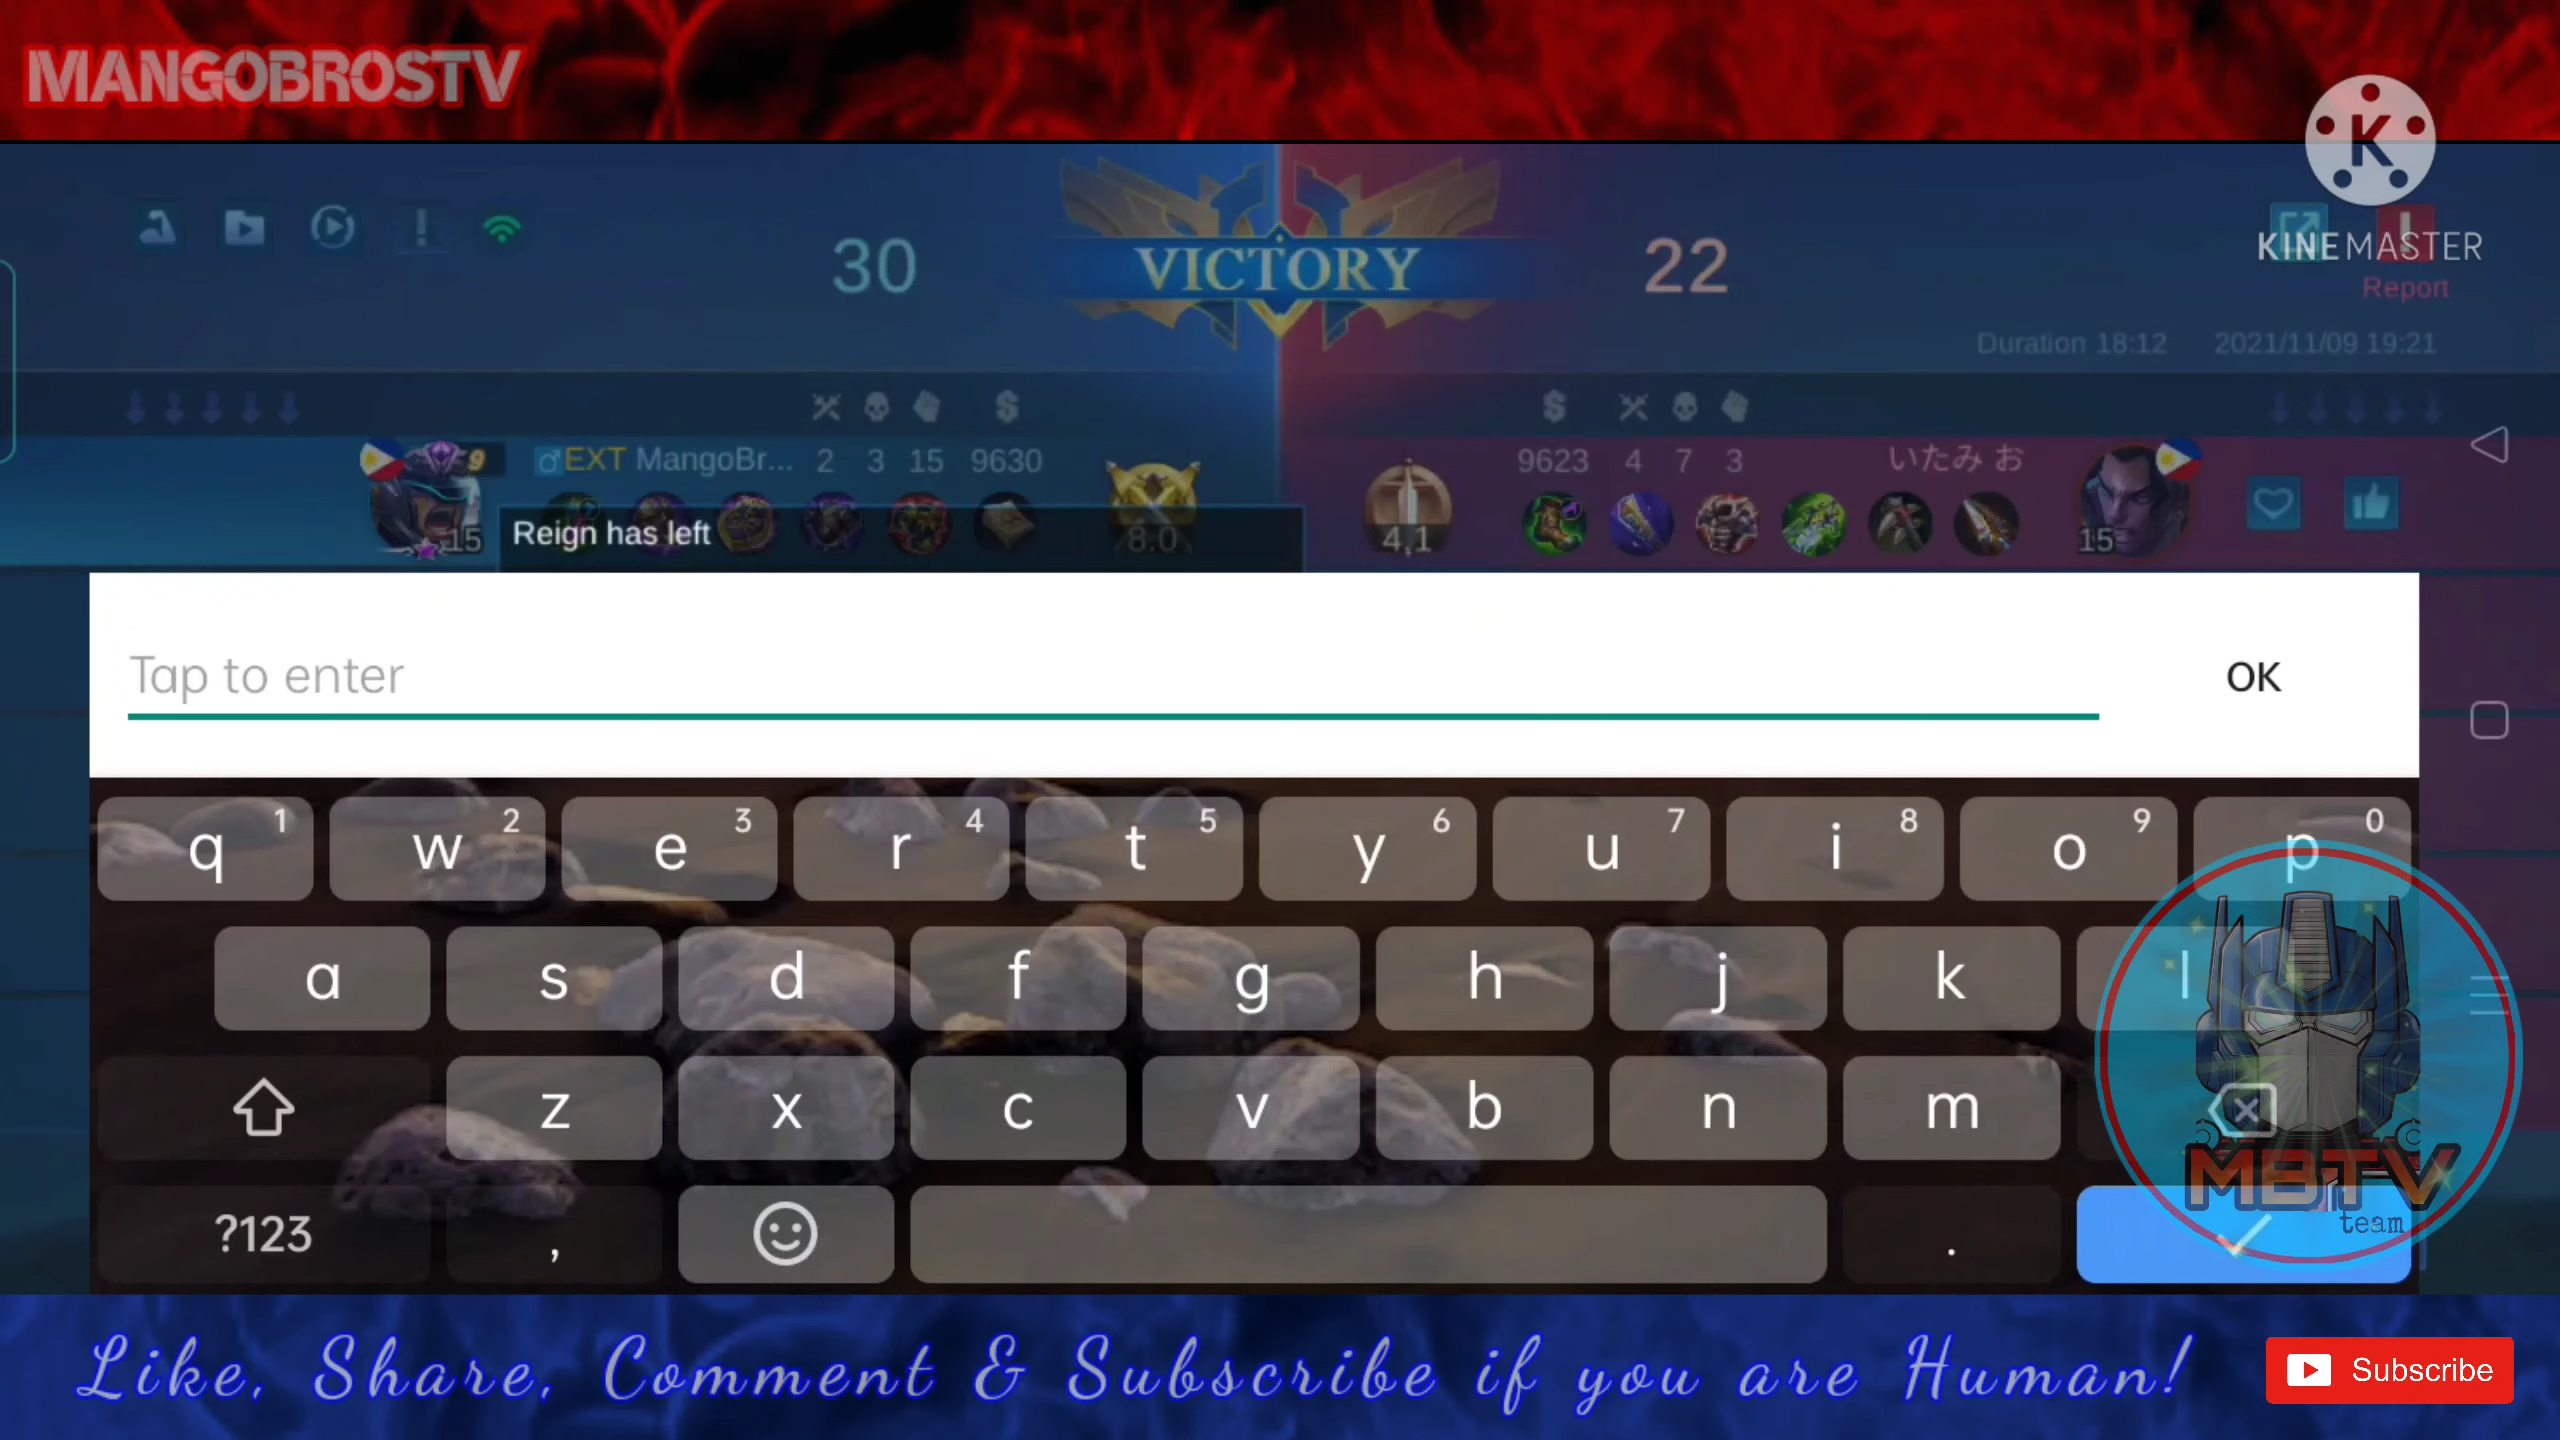 MANGOBROSTV
K
KINEMASTER
30
VICTORY
22
Report
Duration 18:12 2021/11/09 19:21
9
EXT MangoBr... 2 3 15 9630
9623 4 7 3 いたみ お
15
8.0
4.1
15
Reign has left
Tap to enter
OK
q 1 w 2 e 3 r 4 t 5 y 6 u 7 i 8 o 9 p 0
a s d f g h j k l
z x c v b n m
?123 , .
MBTV
team
Like, Share, Comment & Subscribe if you are Human!
Subscribe